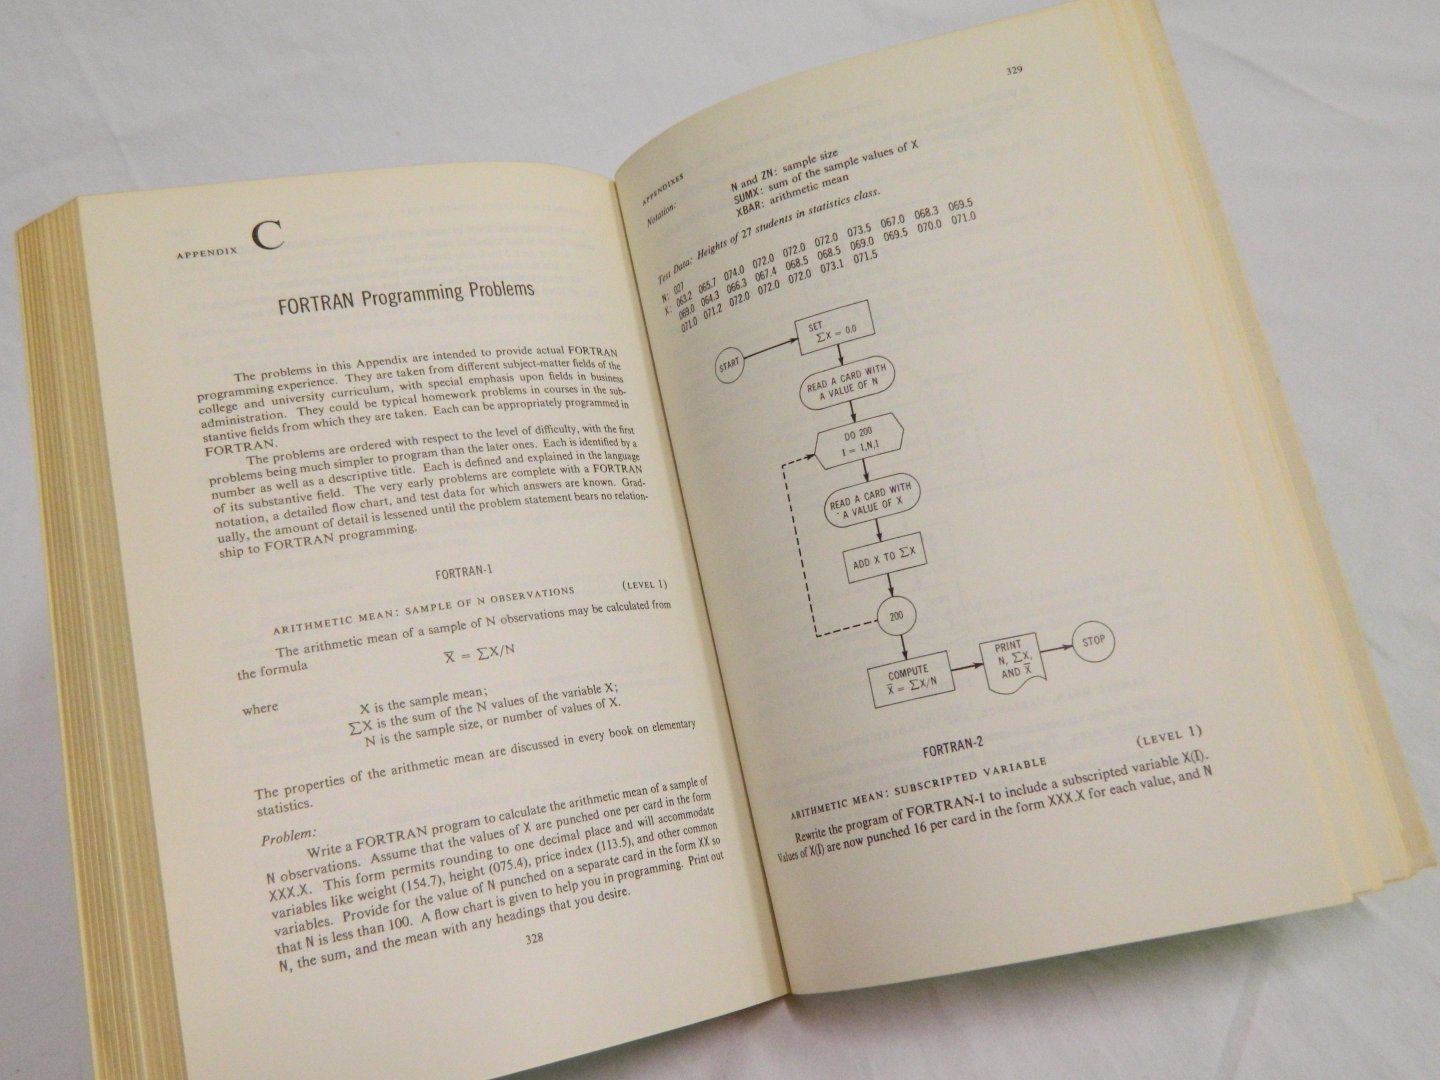 APPENDIX C
FORTRAN Programming Problems
The problems in this Appendix are intended to provide actual FORTRAN
programming experience. They are taken from different subject-matter fields of the
college and university curriculum, with special emphasis upon fields in business
administration. They could be typical homework problems in courses in the sub-
stantive fields from which they are taken. Each can be appropriately programmed in
FORTRAN.
The problems are ordered with respect to the level of difficulty, with the first
problems being much simpler to program than the later ones. Each is identified by a
number as well as a descriptive title. Each is defined and explained in the language
of its substantive field. The very early problems are complete with a FORTRAN
notation, a detailed flow chart, and test data for which answers are known. Grad-
ually, the amount of detail is lessened until the problem statement bears no relation-
ship to FORTRAN programming.
FORTRAN-1
ARITHMETIC MEAN: SAMPLE OF N OBSERVATIONS (LEVEL 1)
The arithmetic mean of a sample of N observations may be calculated from
the formula
X̅ = ∑X/N
where X is the sample mean;
∑X is the sum of the N values of the variable X;
N is the sample size, or number of values of X.
The properties of the arithmetic mean are discussed in every book on elementary
statistics.
Problem:
Write a FORTRAN program to calculate the arithmetic mean of a sample of
N observations. Assume that the values of X are punched one per card in the form
XXX.X. This form permits rounding to one decimal place and will accommodate
variables like weight (154.7), height (075.4), price index (113.5), and other common
variables. Provide for the value of N punched on a separate card in the form XX so
that N is less than 100. A flow chart is given to help you in programming. Print out
N, the sum, and the mean with any headings that you desire.
328
APPENDIXES 329
Notation: N and ZN: sample size
SUMX: sum of the sample values of X
XBAR: arithmetic mean
Test Data: Heights of 27 students in statistics class.
N: 027
X: 063.2 065.7 074.0 072.0 072.0 072.0 073.5 067.0 068.3 069.5
069.0 064.3 066.3 067.4 068.5 068.5 069.0 069.5 070.0 071.0
071.0 071.2 072.0 072.0 072.0 073.1 071.5
START
SET
∑X = 0.0
READ A CARD WITH
A VALUE OF N
DO 200
I = 1,N,1
READ A CARD WITH
A VALUE OF X
ADD X TO ∑X
200
COMPUTE
X̅ = ∑X/N
PRINT
N, ∑X,
AND X̅
STOP
FORTRAN-2
ARITHMETIC MEAN: SUBSCRIPTED VARIABLE (LEVEL 1)
Rewrite the program of FORTRAN-1 to include a subscripted variable X(I).
Values of X(I) are now punched 16 per card in the form XXX.X for each value, and N